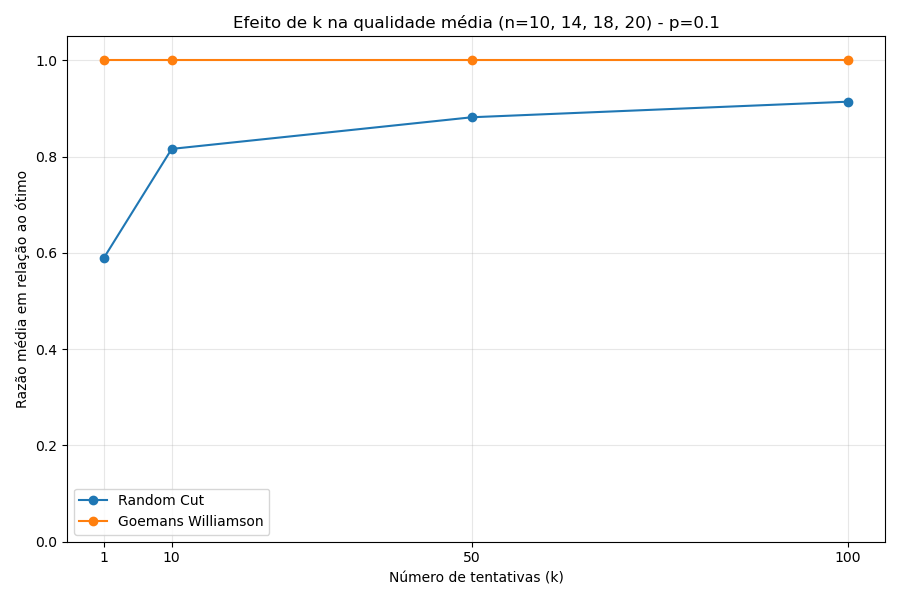 Efeito de k na qualidade média (n=10, 14, 18, 20) - p=0.1
Razão média em relação ao ótimo
1.0
0.8
0.6
0.4
0.2
0.0
Random Cut
Goemans Williamson
1
10
50
100
Número de tentativas (k)